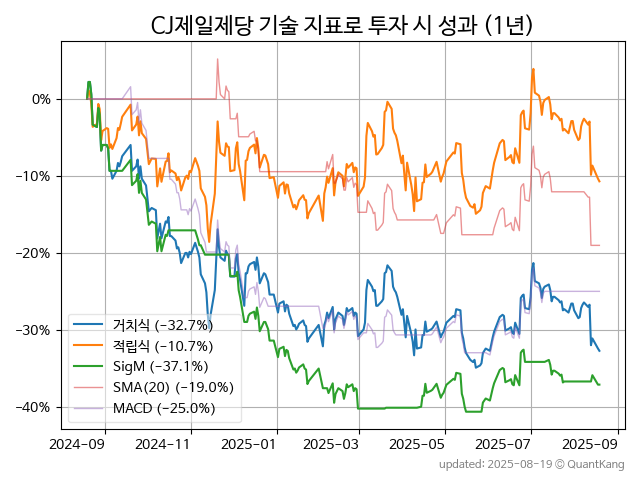 CJ제일제당 기술 지표로 투자 시 성과 (1년)
0%
−10%
−20%
−30%
−40%
거치식 (−32.7%)
적립식 (−10.7%)
SigM (−37.1%)
SMA(20) (−19.0%)
MACD (−25.0%)
2024-09
2024-11
2025-01
2025-03
2025-05
2025-07
2025-09
updated: 2025-08-19 © QuantKang